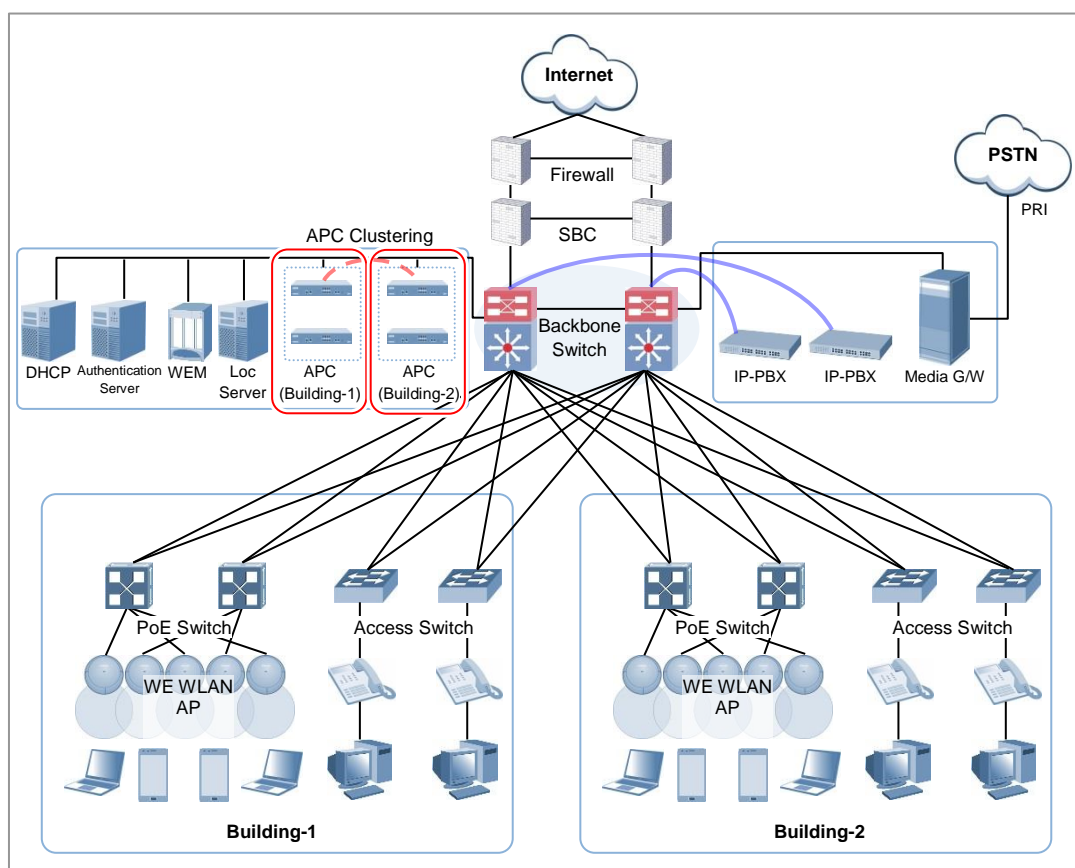 Internet
PSTN
Firewall
PRI
SBC
APC Clustering
Backbone
Switch
DHCP
Authentication
Server
WEM
Loc
Server
APC
(Building-1)
APC
(Building-2)
IP-PBX
IP-PBX
Media G/W
PoE Switch
Access Switch
WE WLAN
AP
Building-1
PoE Switch
Access Switch
WE WLAN
AP
Building-2